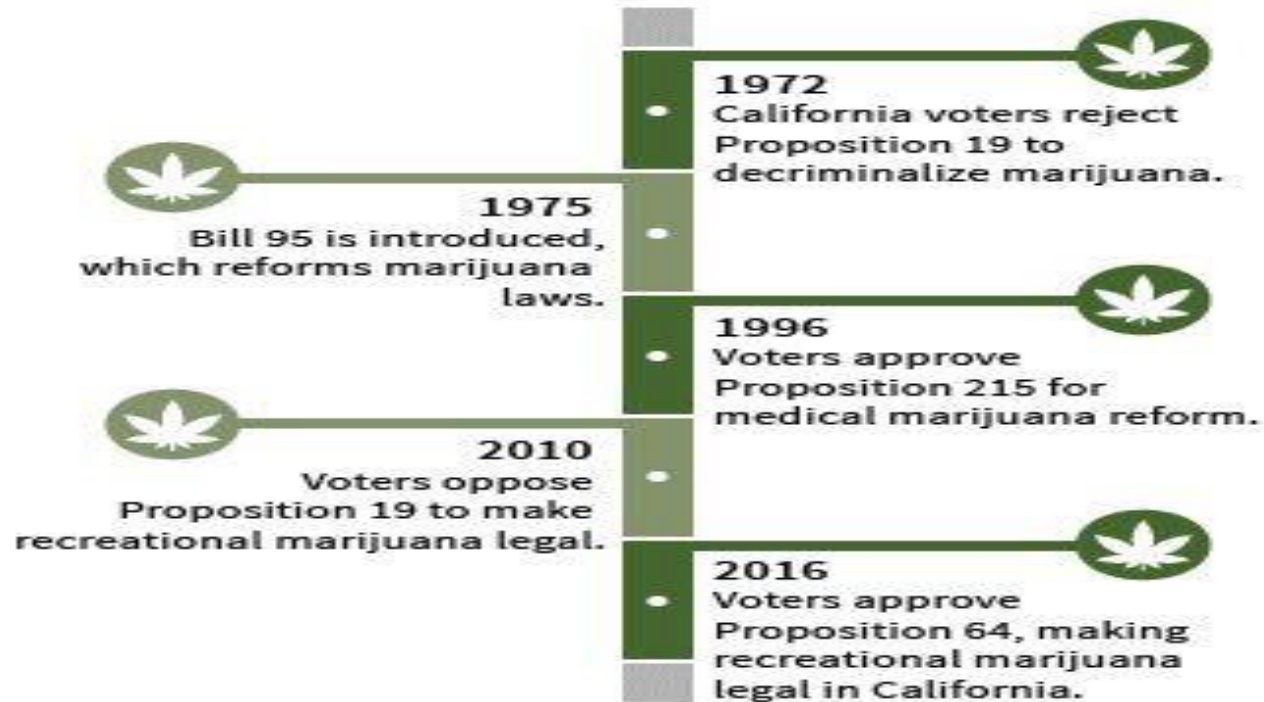 1972
California voters reject
Proposition 19 to
decriminalize marijuana.
1975
Bill 95 is introduced,
which reforms marijuana
laws.
1996
Voters approve
Proposition 215 for
medical marijuana reform.
2010
Voters oppose
Proposition 19 to make
recreational marijuana legal.
2016
Voters approve
Proposition 64, making
recreational marijuana
legal in California.